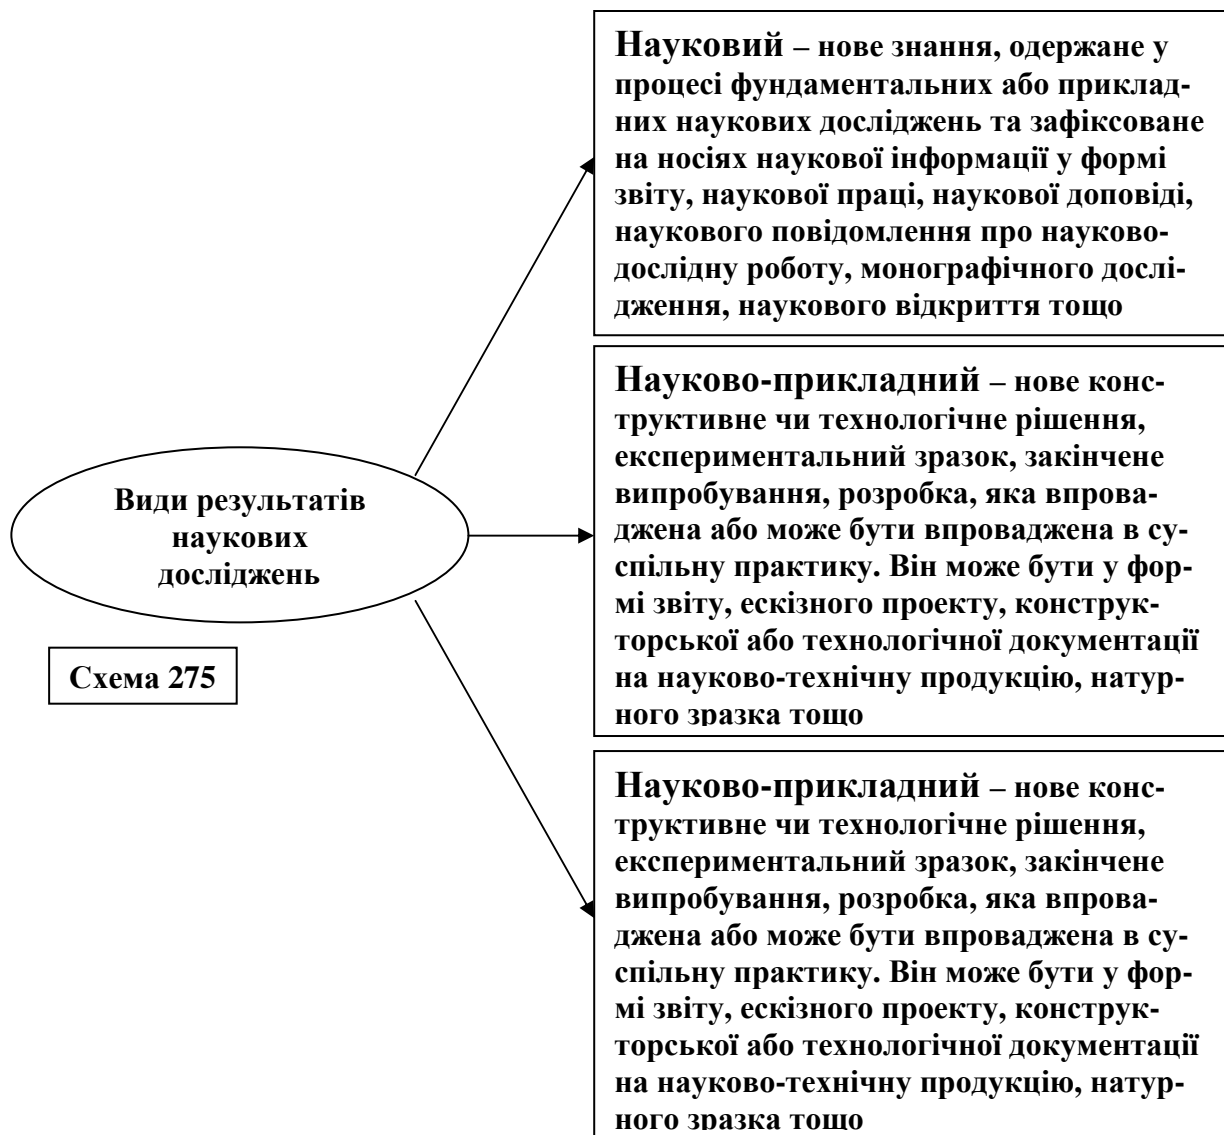 Науковий – нове знання, одержане у
процесі фундаментальних або приклад-
них наукових досліджень та зафіксоване
на носіях наукової інформації у формі
звіту, наукової праці, наукової доповіді,
наукового повідомлення про науково-
дослідну роботу, монографічного дослі-
дження, наукового відкриття тощо
Науково-прикладний – нове конс-
труктивне чи технологічне рішення,
експериментальний зразок, закінчене
випробування, розробка, яка впрова-
джена або може бути впроваджена в су-
спільну практику. Він може бути у фор-
мі звіту, ескізного проекту, конструк-
торської або технологічної документації
на науково-технічну продукцію, натур-
ного зразка тощо
Види результатів
наукових
досліджень
Схема 275
Науково-прикладний – нове конс-
труктивне чи технологічне рішення,
експериментальний зразок, закінчене
випробування, розробка, яка впрова-
джена або може бути впроваджена в су-
спільну практику. Він може бути у фор-
мі звіту, ескізного проекту, конструк-
торської або технологічної документації
на науково-технічну продукцію, натур-
ного зразка тощо